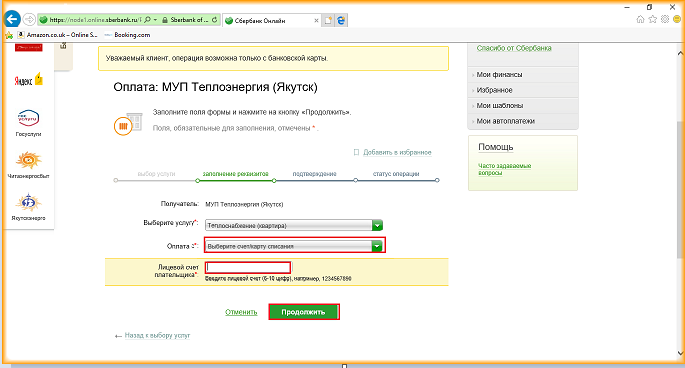 https://node1.online.sberbank.ru/F
Sberbank of ...
Сбербанк Онлайн
Amazon.co.uk – Online S...
Booking.com
Уважаемый клиент, операция возможна только с банковской карты.
Спасибо от Сбербанка
Мои финансы
Избранное
Мои шаблоны
Мои автоплатежи
Помощь
Часто задаваемые
вопросы
Яндекс
Госуслуги
Читаэнергосбыт
Якутскэнерго
Оплата: МУП Теплоэнергия (Якутск)
Заполните поля формы и нажмите на кнопку «Продолжить».
Поля, обязательные для заполнения, отмечены * .
Добавить в избранное
выбор услуги
заполнение реквизитов
подтверждение
статус операции
Получатель: МУП Теплоэнергия (Якутск)
Выберите услугу*: Теплоснабжение (квартира)
Оплата с*: Выберите счет/карту списания
Лицевой счет
плательщика*:
Введите лицевой счет (5-10 цифр), например, 1234567890
Отменить
Продолжить
← Назад к выбору услуг